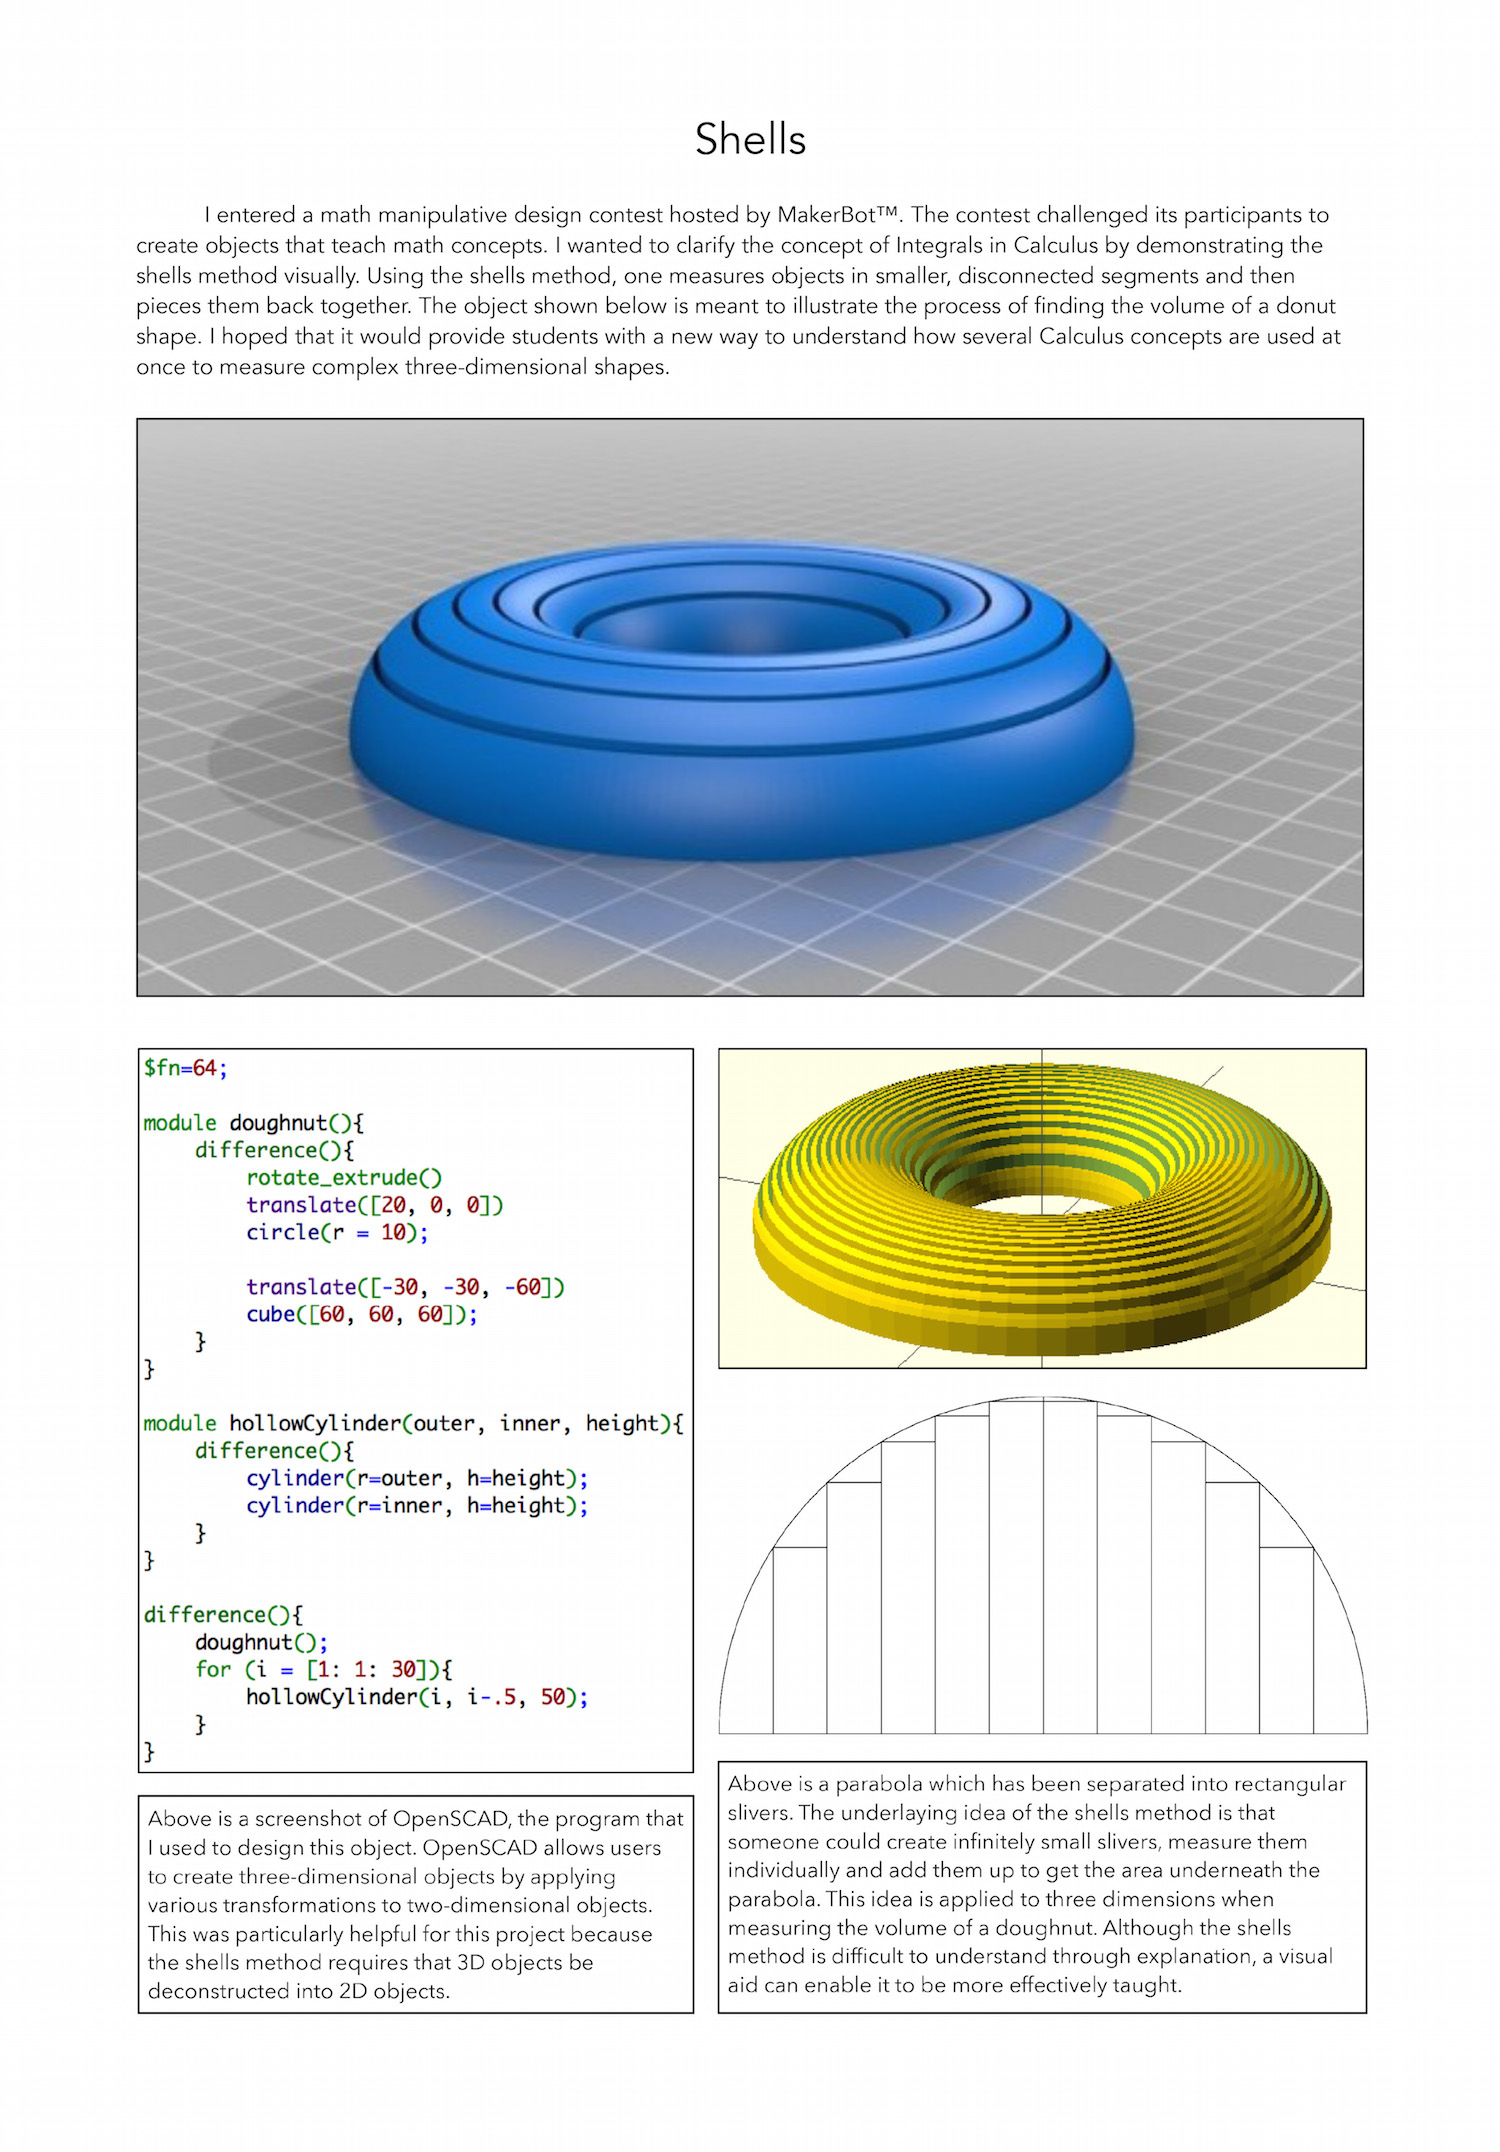 Shells
I entered a math manipulative design contest hosted by MakerBot™. The contest challenged its participants to
create objects that teach math concepts. I wanted to clarify the concept of Integrals in Calculus by demonstrating the
shells method visually. Using the shells method, one measures objects in smaller, disconnected segments and then
pieces them back together. The object shown below is meant to illustrate the process of finding the volume of a donut
shape. I hoped that it would provide students with a new way to understand how several Calculus concepts are used at
once to measure complex three-dimensional shapes.
$fn=64;
module doughnut(){
difference(){
rotate_extrude()
translate([20, 0, 0])
circle(r = 10);
translate([-30, -30, -60])
cube([60, 60, 60]);
}
}
module hollowCylinder(outer, inner, height){
difference(){
cylinder(r=outer, h=height);
cylinder(r=inner, h=height);
}
}
difference(){
doughnut();
for (i = [1: 1: 30]){
hollowCylinder(i, i-.5, 50);
}
}
Above is a screenshot of OpenSCAD, the program that
I used to design this object. OpenSCAD allows users
to create three-dimensional objects by applying
various transformations to two-dimensional objects.
This was particularly helpful for this project because
the shells method requires that 3D objects be
deconstructed into 2D objects.
Above is a parabola which has been separated into rectangular
slivers. The underlaying idea of the shells method is that
someone could create infinitely small slivers, measure them
individually and add them up to get the area underneath the
parabola. This idea is applied to three dimensions when
measuring the volume of a doughnut. Although the shells
method is difficult to understand through explanation, a visual
aid can enable it to be more effectively taught.